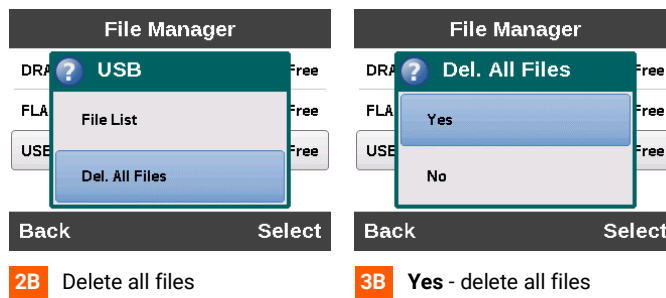 File Manager
DRA
? USB
Free
FLA
File List
Free
USB
Free
Del. All Files
Back Select
2B Delete all files
File Manager
DRA
? Del. All Files
Free
FLA
Yes
Free
USB
Free
No
Back Select
3B Yes - delete all files